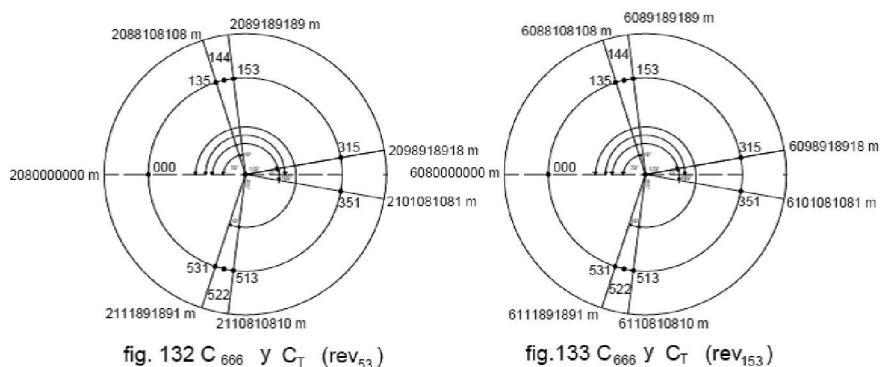 2088108108 m
2089189189 m
144
135
153
000
315
2080000000 m
2098918918 m
351
2101081081 m
531
513
522
2111891891 m
2110810810 m
fig. 132 C666 y CT (rev53)
6088108108 m
6089189189 m
144
135
153
000
315
6080000000 m
6098918918 m
351
6101081081 m
531
513
522
6111891891 m
6110810810 m
fig.133 C666 y CT (rev153)